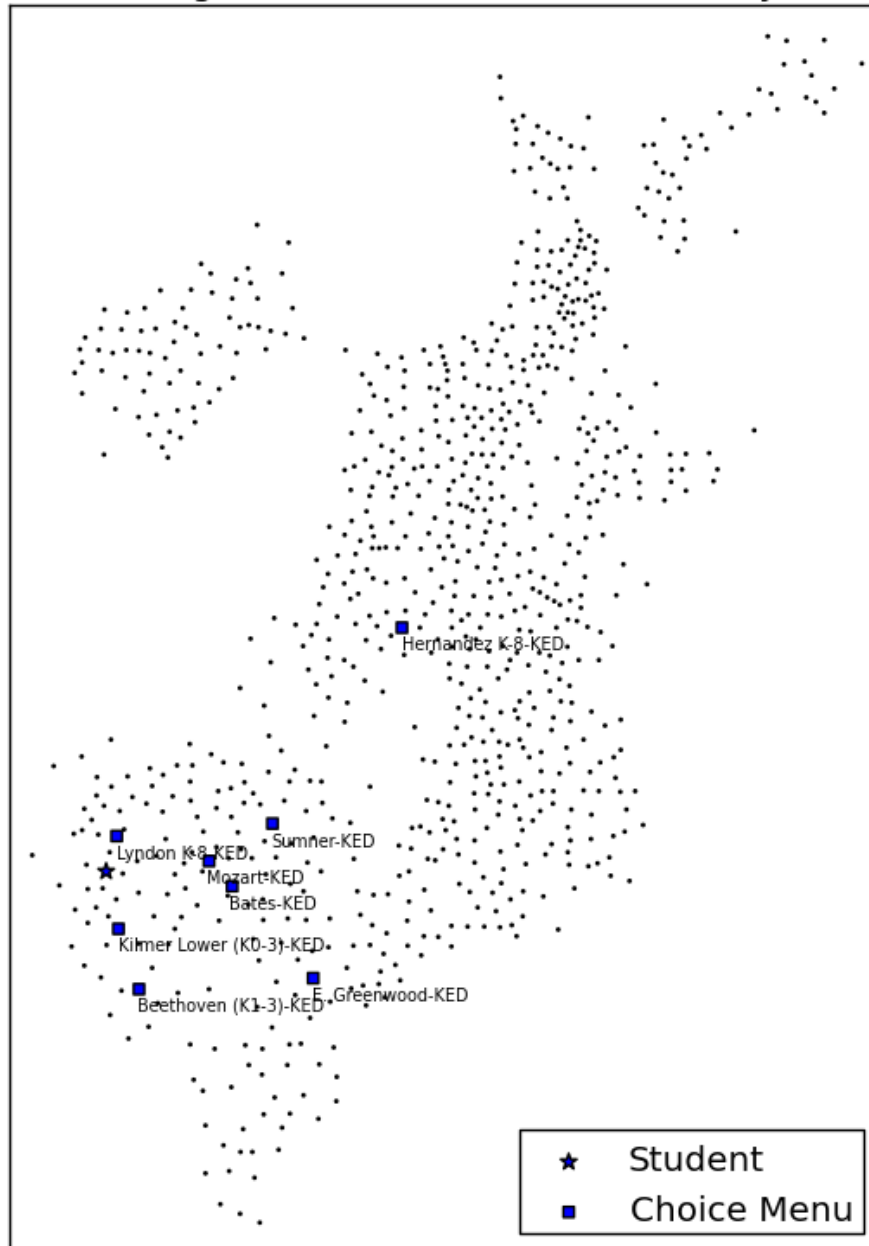 Hernandez K-8-KED
Sumner-KED
Lyndon K-8-KED
Mozart-KED
Bates-KED
Kilmer Lower (K0-3)-KED
E. Greenwood-KED
Beethoven (K1-3)-KED
Student
Choice Menu